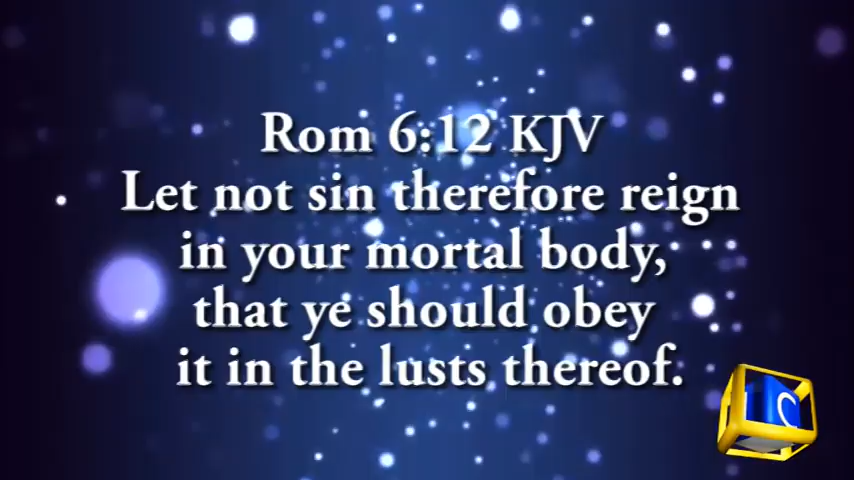 Rom 6:12 KJV
Let not sin therefore reign
in your mortal body,
that ye should obey
it in the lusts thereof.
C